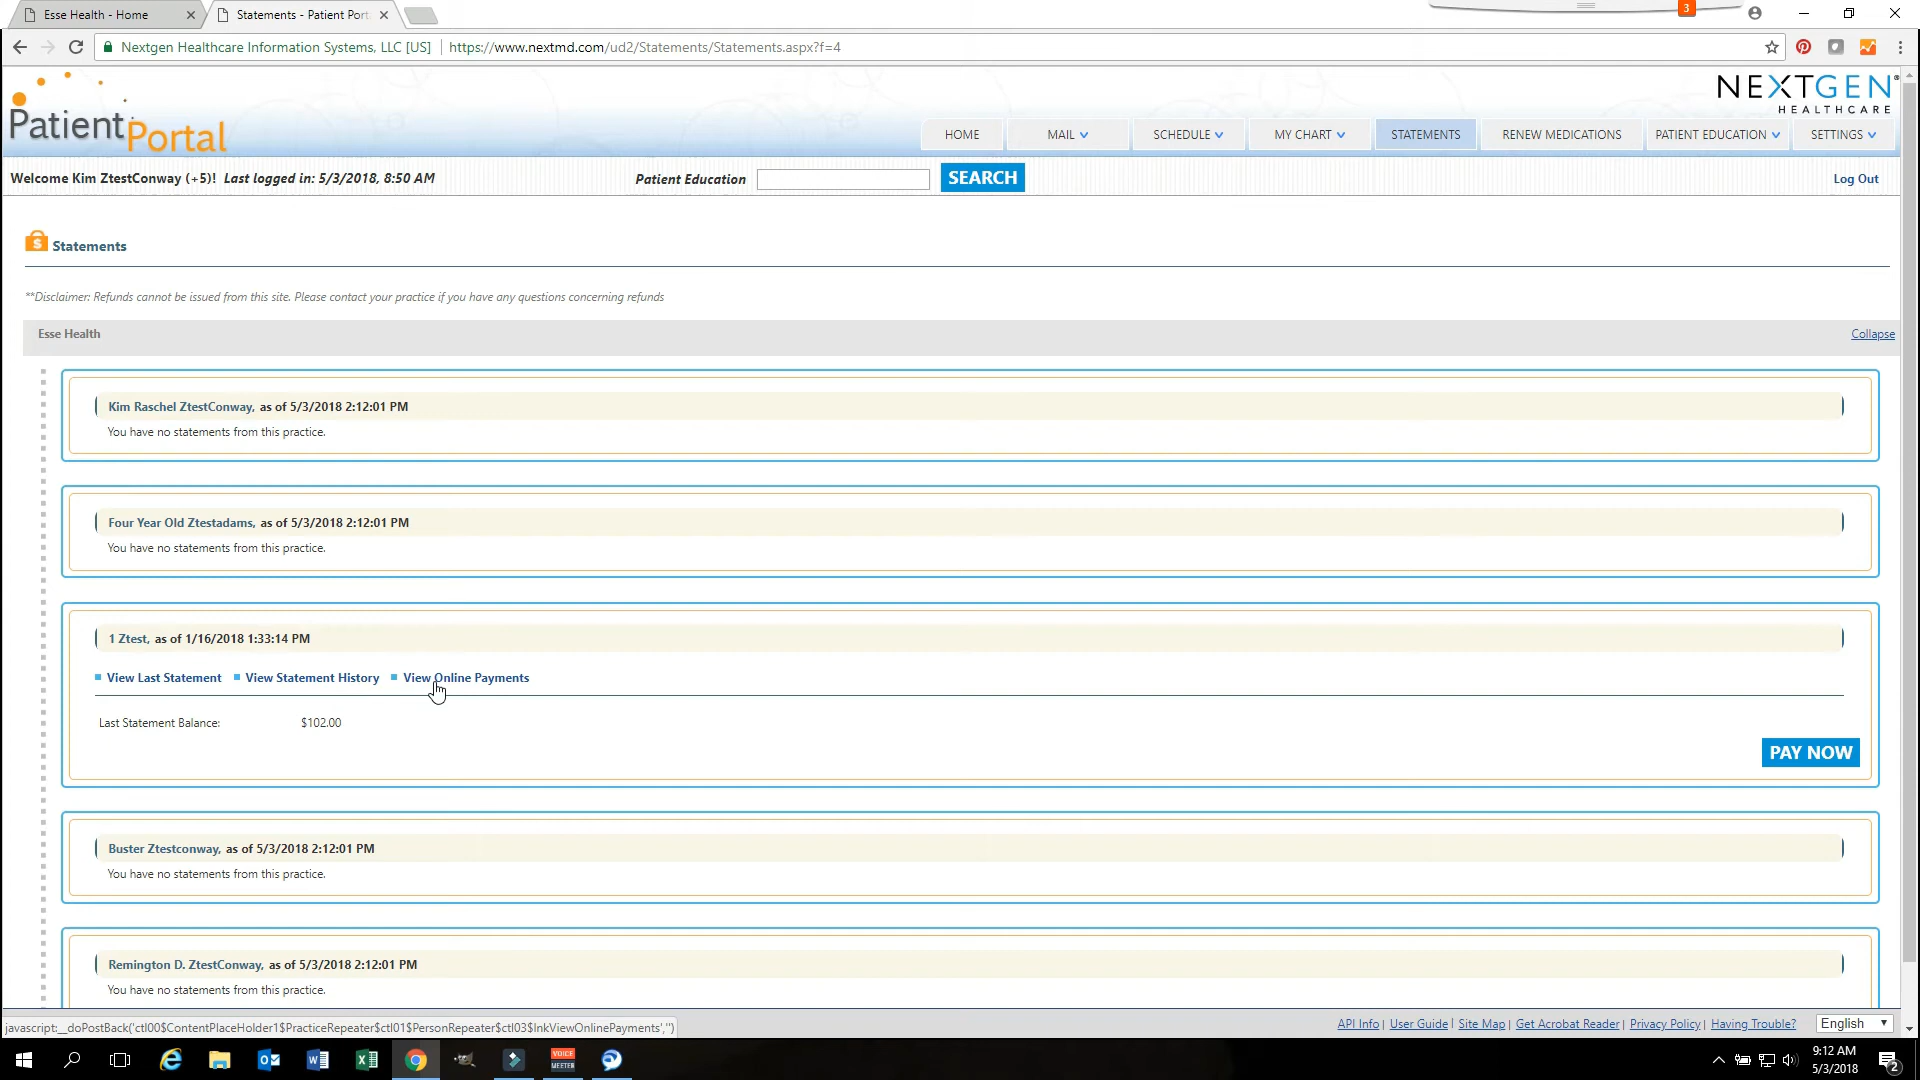 Esse Health - Home
Statements - Patient Port
3
Nextgen Healthcare Information Systems, LLC [US]
https://www.nextmd.com/ud2/Statements/Statements.aspx?f=4
Patient Portal
NEXTGEN®
HEALTHCARE
HOME
MAIL
SCHEDULE
MY CHART
STATEMENTS
RENEW MEDICATIONS
PATIENT EDUCATION
SETTINGS
Welcome Kim ZtestConway (+5)! Last logged in: 5/3/2018, 8:50 AM
Patient Education
SEARCH
Log Out
$
Statements
**Disclaimer: Refunds cannot be issued from this site. Please contact your practice if you have any questions concerning refunds
Esse Health
Collapse
Kim Raschel ZtestConway, as of 5/3/2018 2:12:01 PM
You have no statements from this practice.
Four Year Old Ztestadams, as of 5/3/2018 2:12:01 PM
You have no statements from this practice.
1 Ztest, as of 1/16/2018 1:33:14 PM
View Last Statement
View Statement History
View Online Payments
Last Statement Balance: $102.00
PAY NOW
Buster Ztestconway, as of 5/3/2018 2:12:01 PM
You have no statements from this practice.
Remington D. ZtestConway, as of 5/3/2018 2:12:01 PM
You have no statements from this practice.
javascript:__doPostBack('ctl00$ContentPlaceHolder1$PracticeRepeater$ctl01$PersonRepeater$ctl03$lnkViewOnlinePayments','')
API Info | User Guide | Site Map | Get Acrobat Reader | Privacy Policy | Having Trouble?
English
VOICE
MEETER
9:12 AM
5/3/2018
2